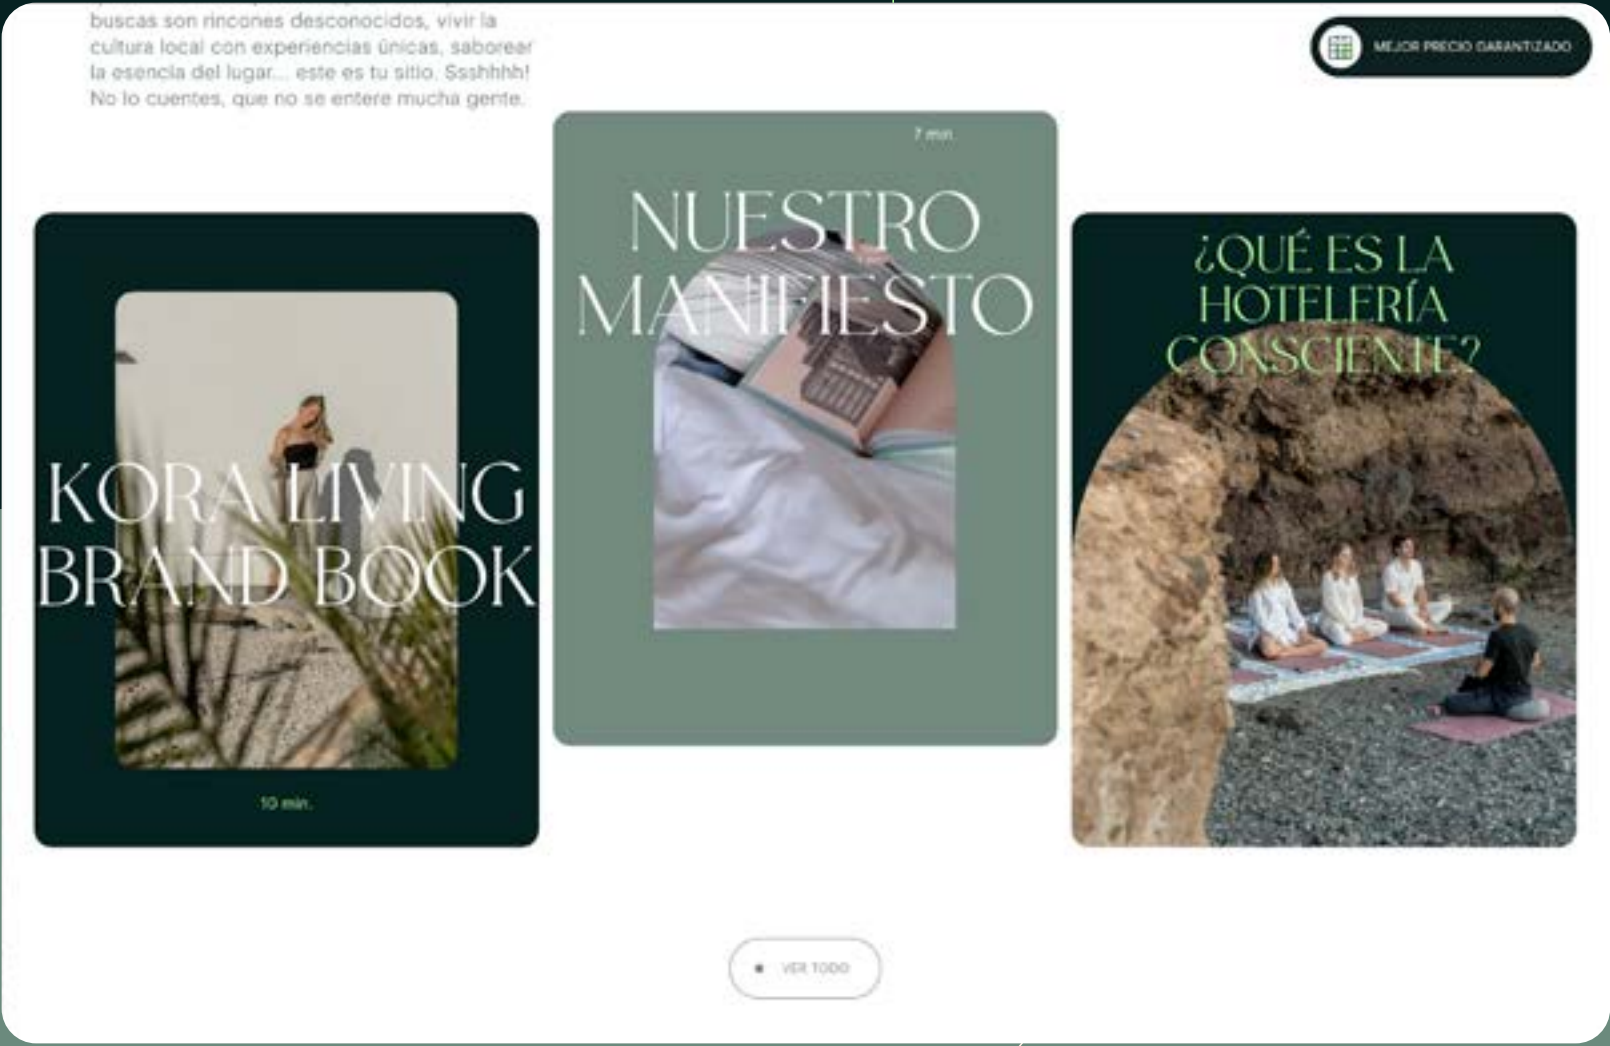 buscas son rincones desconocidos, vivir la
cultura local con experiencias únicas, saborear
la esencia del lugar... este es tu sitio. Ssshhhh!
No lo cuentes, que no se entere mucha gente.
MEJOR PRECIO GARANTIZADO
KORA LIVING
BRAND BOOK
10 min.
7 min
NUESTRO
MANIFIESTO
¿QUÉ ES LA
HOTELERÍA
CONSCIENTE?
VER TODO